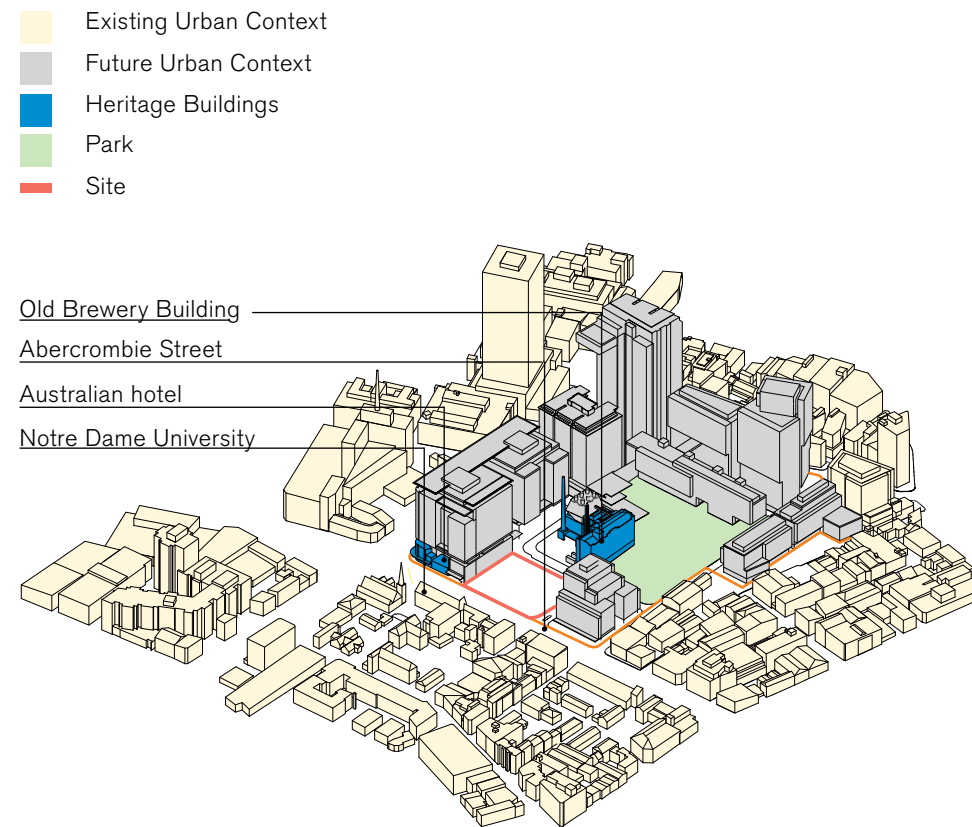 Existing Urban Context
Future Urban Context
Heritage Buildings
Park
Site
Old Brewery Building
Abercrombie Street
Australian hotel
Notre Dame University